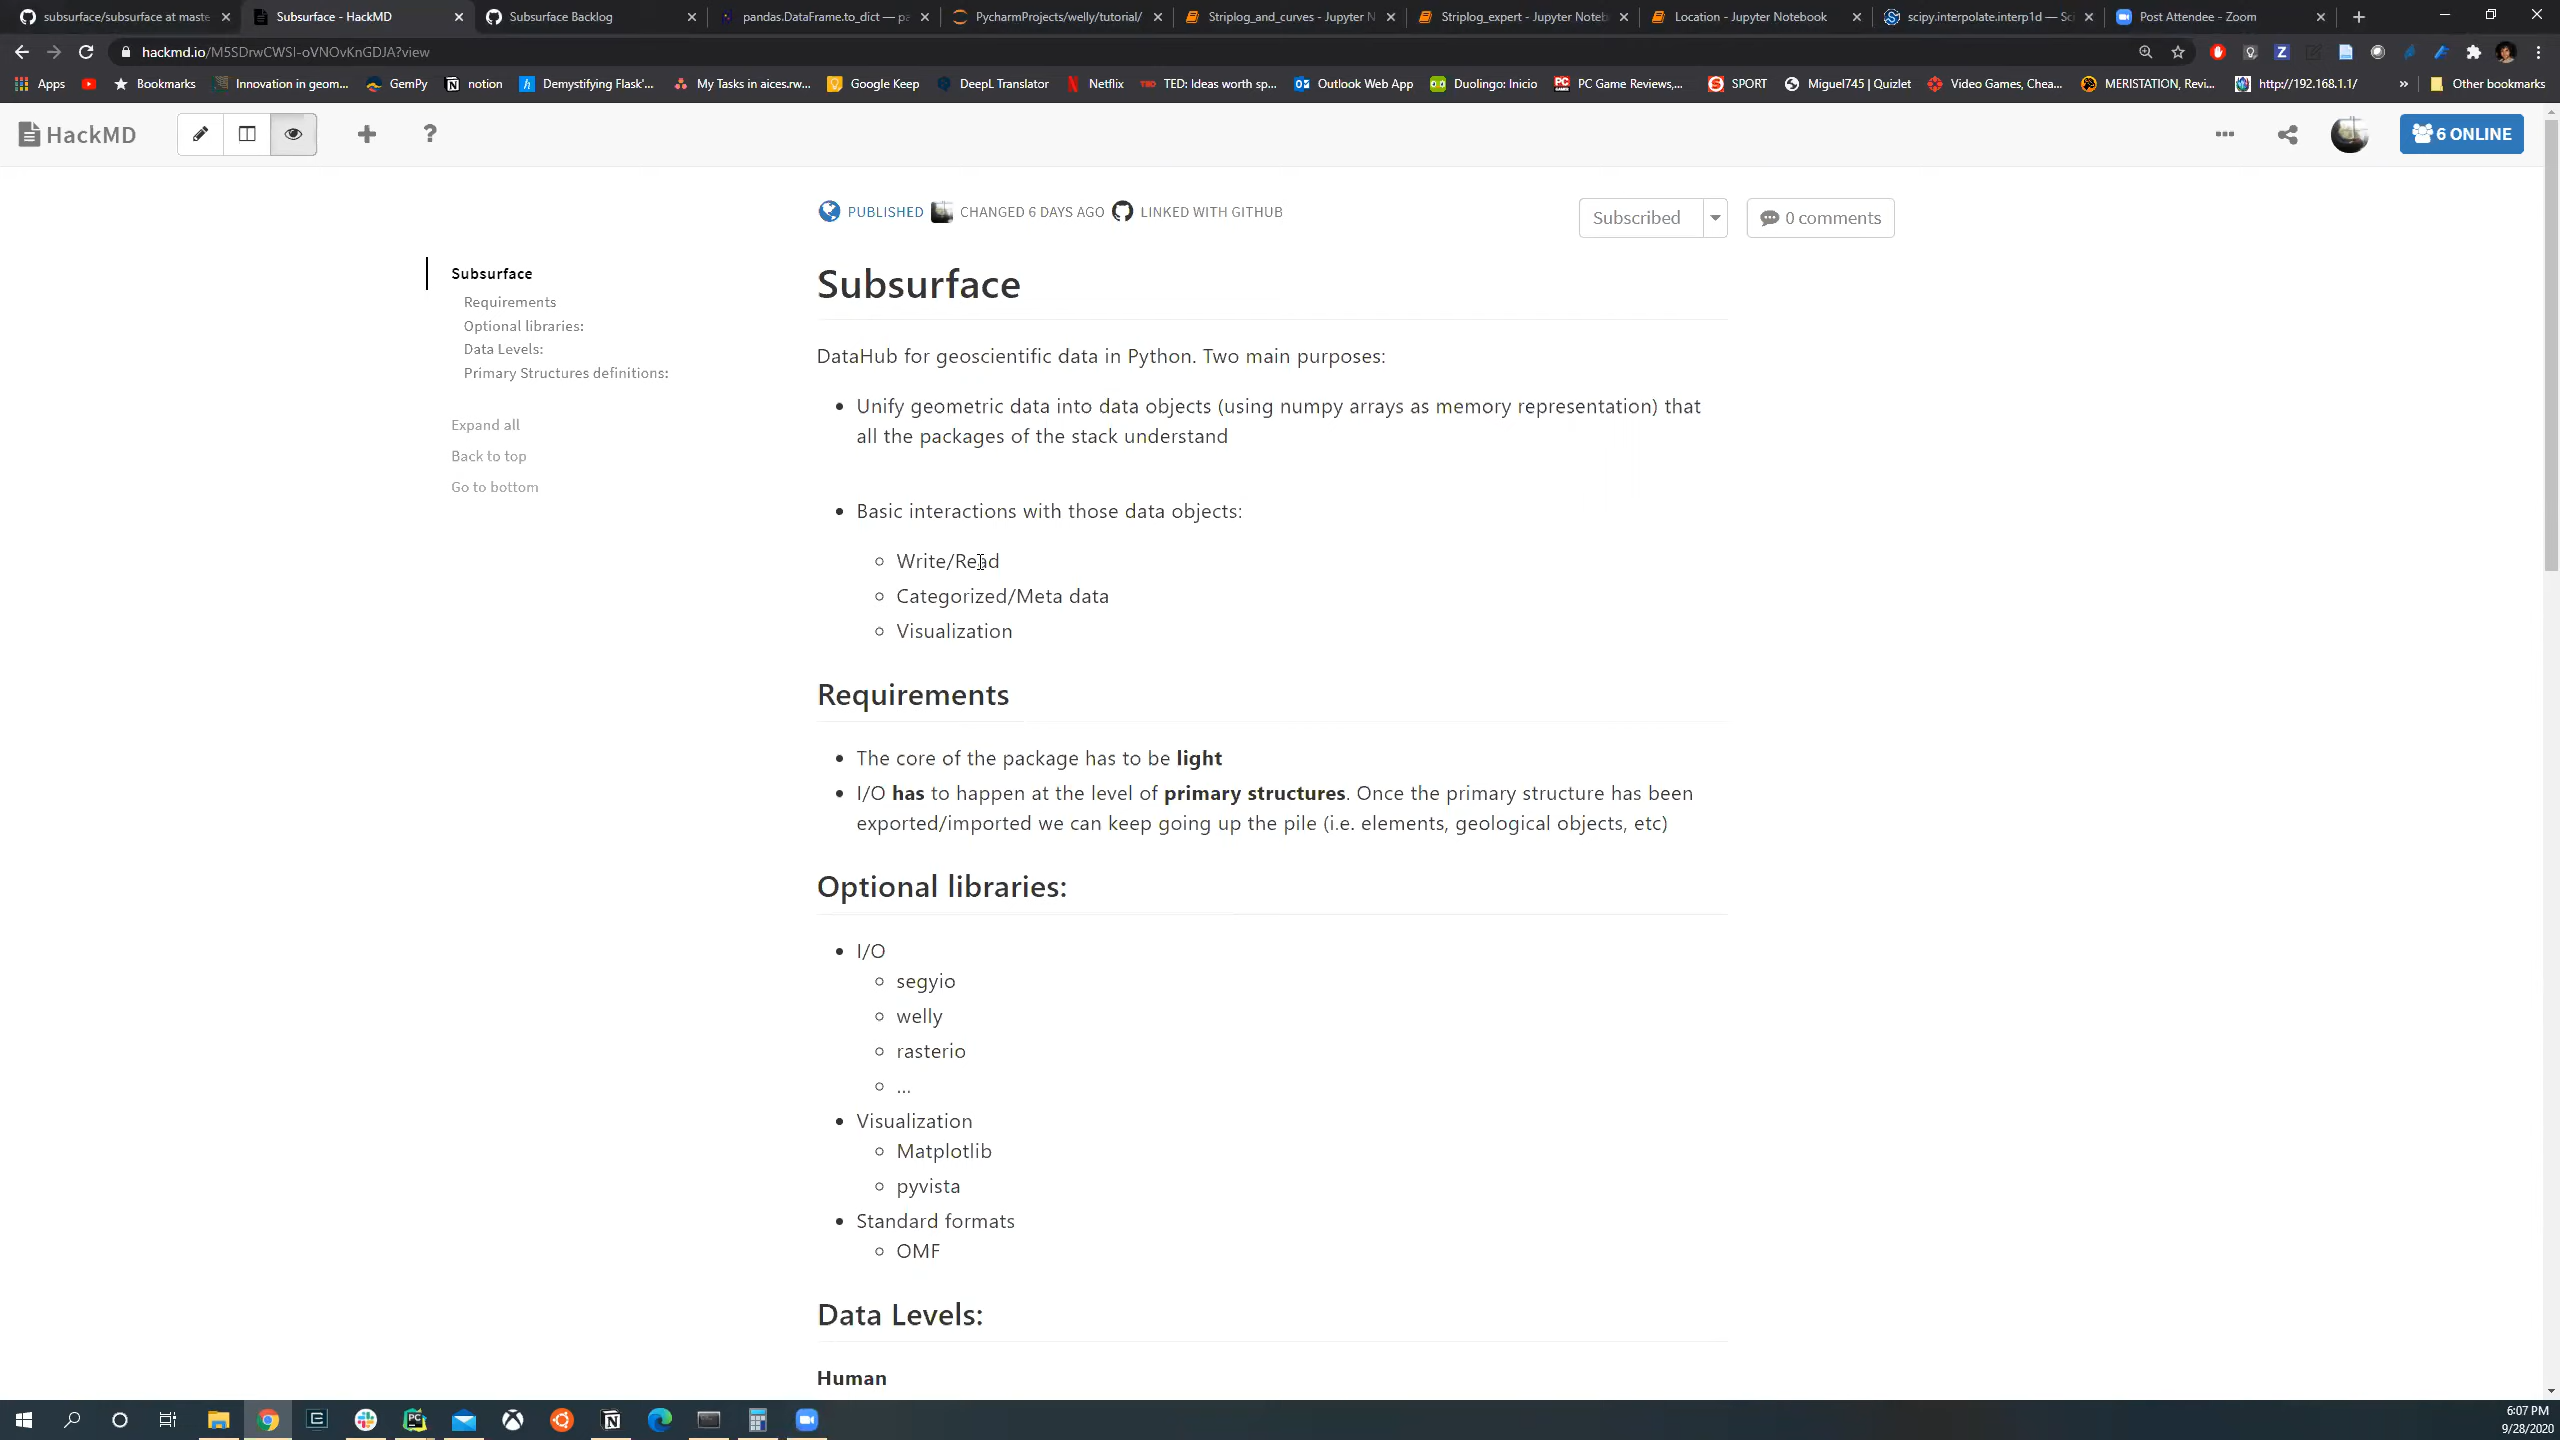 subsurface/subsurface at maste
Subsurface - HackMD
Subsurface Backlog
pandas.DataFrame.to_dict — pa
PycharmProjects/welly/tutorial/
Striplog_and_curves - Jupyter N
Striplog_expert - Jupyter Noteb
Location - Jupyter Notebook
scipy.interpolate.interp1d — Sci
Post Attendee - Zoom
hackmd.io/M5SDrwCWSI-oVNOvKnGDJA?view
Apps
Bookmarks
Innovation in geom...
GemPy
notion
Demystifying Flask'...
My Tasks in aices.rw...
Google Keep
DeepL Translator
Netflix
TED: Ideas worth sp...
Outlook Web App
Duolingo: Inicio
PC Game Reviews,...
SPORT
Miguel745 | Quizlet
Video Games, Chea...
MERISTATION, Revi...
http://192.168.1.1/
»
Other bookmarks
HackMD
6 ONLINE
PUBLISHED CHANGED 6 DAYS AGO LINKED WITH GITHUB
Subscribed
0 comments
Subsurface
Requirements
Optional libraries:
Data Levels:
Primary Structures definitions:
Expand all
Back to top
Go to bottom
Subsurface
DataHub for geoscientific data in Python. Two main purposes:
• Unify geometric data into data objects (using numpy arrays as memory representation) that
all the packages of the stack understand
• Basic interactions with those data objects:
○ Write/Read
○ Categorized/Meta data
○ Visualization
Requirements
• The core of the package has to be light
• I/O has to happen at the level of primary structures. Once the primary structure has been
exported/imported we can keep going up the pile (i.e. elements, geological objects, etc)
Optional libraries:
• I/O
○ segyio
○ welly
○ rasterio
○ ...
• Visualization
○ Matplotlib
○ pyvista
• Standard formats
○ OMF
Data Levels:
Human
6:07 PM
9/28/2020